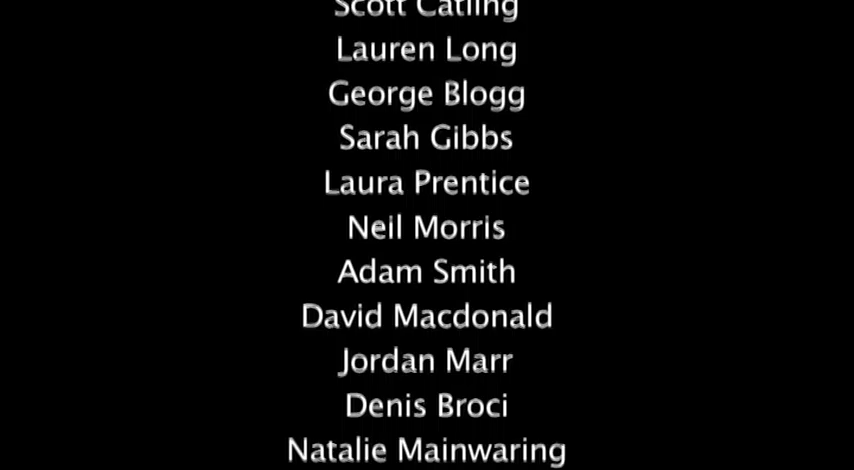 Scott Catling
Lauren Long
George Blogg
Sarah Gibbs
Laura Prentice
Neil Morris
Adam Smith
David Macdonald
Jordan Marr
Denis Broci
Natalie Mainwaring